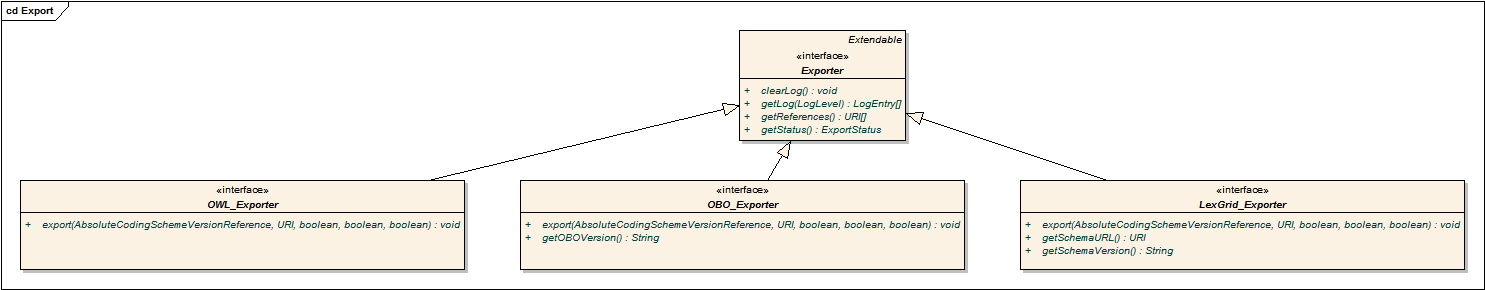 cd Export
Extendable
«interface»
Exporter
+ clearLog() : void
+ getLog(LogLevel) : LogEntry[]
+ getReferences() : URI[]
+ getStatus() : ExportStatus
«interface»
OWL_Exporter
+ export(AbsoluteCodingSchemeVersionReference, URI, boolean, boolean, boolean) : void
«interface»
OBO_Exporter
+ export(AbsoluteCodingSchemeVersionReference, URI, boolean, boolean, boolean) : void
+ getOBOVersion() : String
«interface»
LexGrid_Exporter
+ export(AbsoluteCodingSchemeVersionReference, URI, boolean, boolean, boolean) : void
+ getSchemaURL() : URI
+ getSchemaVersion() : String